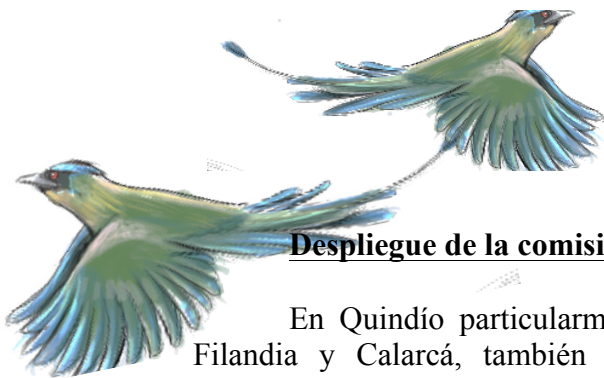 Despliegue de la comisi
En Quindío particularm
Filandia y Calarcá, también